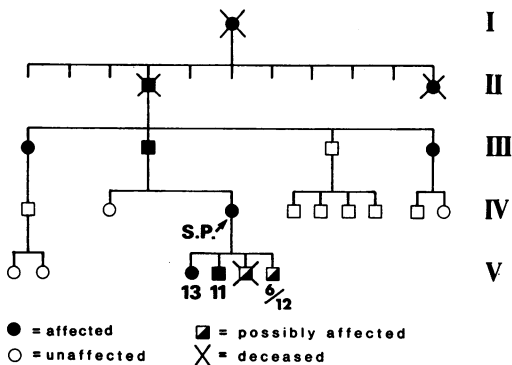 I
II
III
IV
S.P.
V
13 11 6/12
= affected
= possibly affected
= unaffected
= deceased